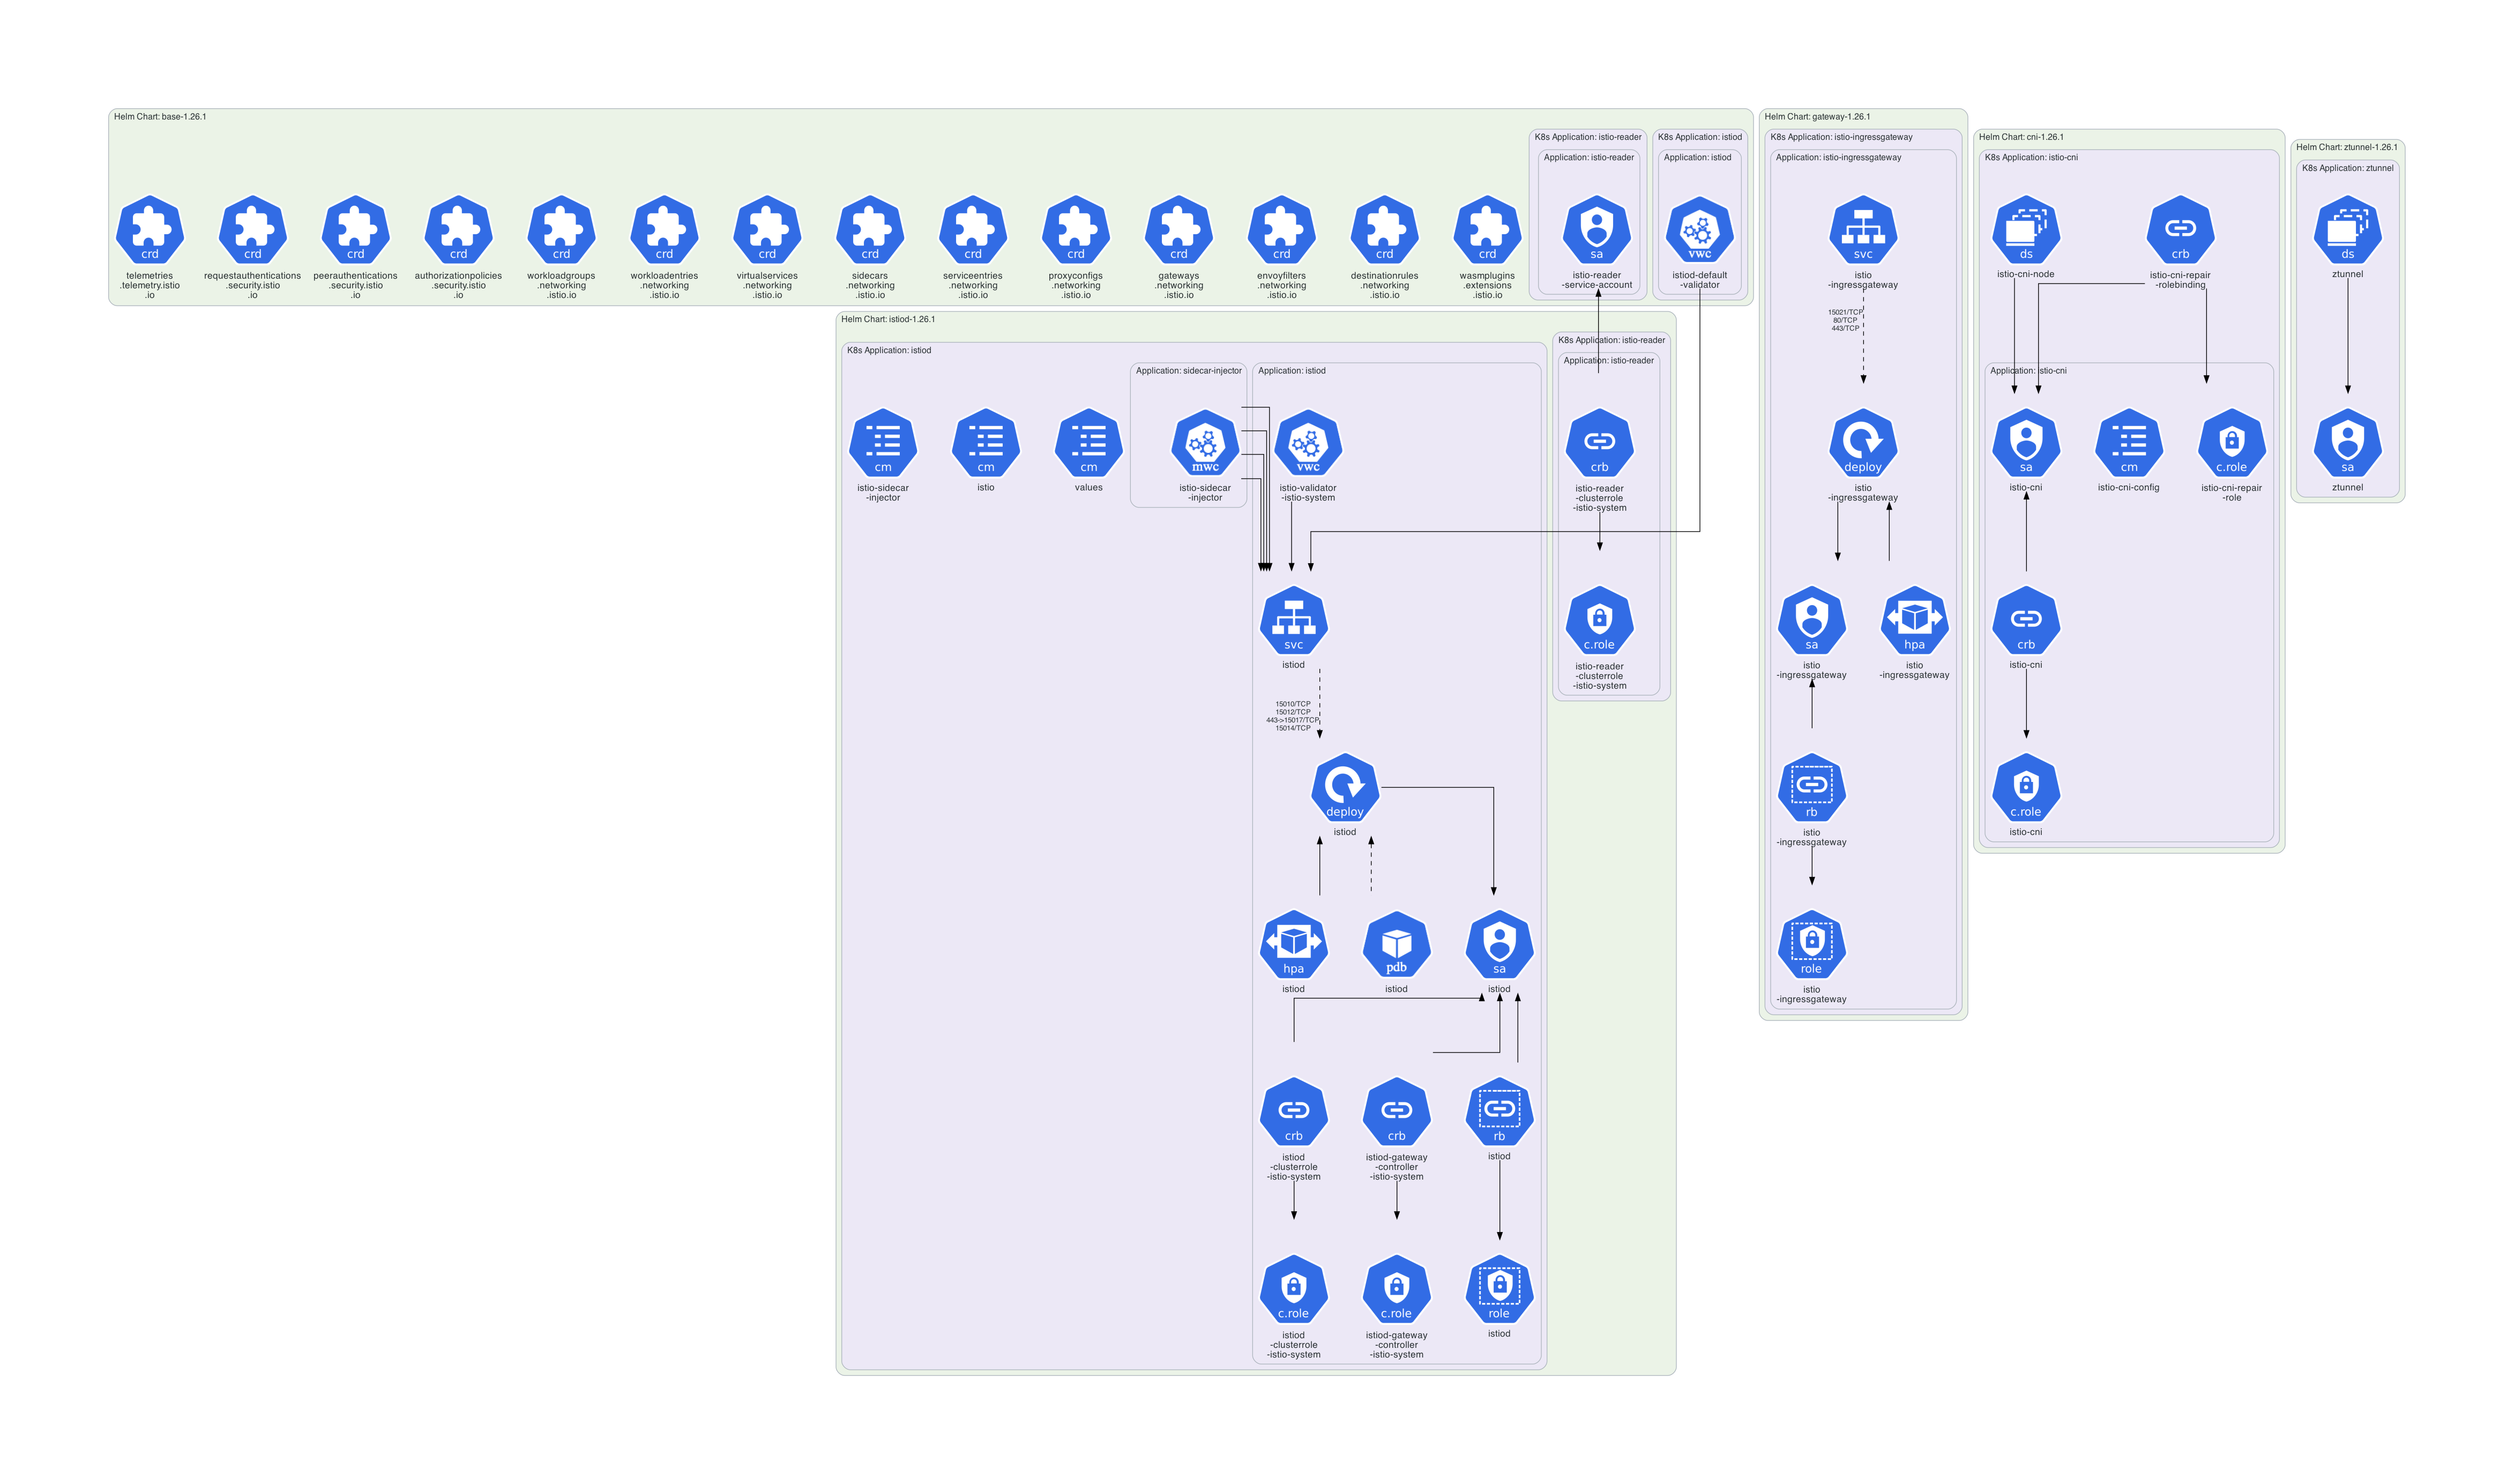 Helm Chart: base-1.26.1
crd
telemetries
.telemetry.istio
.io
crd
requestauthentications
.security.istio
.io
crd
peerauthentications
.security.istio
.io
crd
authorizationpolicies
.security.istio
.io
crd
workloadgroups
.networking
.istio.io
crd
workloadentries
.networking
.istio.io
crd
virtualservices
.networking
.istio.io
crd
sidecars
.networking
.istio.io
crd
serviceentries
.networking
.istio.io
crd
proxyconfigs
.networking
.istio.io
crd
gateways
.networking
.istio.io
crd
envoyfilters
.networking
.istio.io
crd
destinationrules
.networking
.istio.io
crd
wasmplugins
.extensions
.istio.io
K8s Application: istio-reader
Application: istio-reader
sa
istio-reader
-service-account
K8s Application: istiod
Application: istiod
vwc
istiod-default
-validator
Helm Chart: istiod-1.26.1
K8s Application: istiod
cm
istio-sidecar
-injector
cm
istio
cm
values
Application: sidecar-injector
mwc
istio-sidecar
-injector
Application: istiod
vwc
istio-validator
-istio-system
svc
istiod
15010/TCP
15012/TCP
443->15017/TCP
15014/TCP
deploy
istiod
hpa
istiod
pdb
istiod
sa
istiod
crb
istiod
-clusterrole
-istio-system
crb
istiod-gateway
-controller
-istio-system
rb
istiod
c.role
istiod
-clusterrole
-istio-system
c.role
istiod-gateway
-controller
-istio-system
role
istiod
K8s Application: istio-reader
Application: istio-reader
crb
istio-reader
-clusterrole
-istio-system
c.role
istio-reader
-clusterrole
-istio-system
Helm Chart: gateway-1.26.1
K8s Application: istio-ingressgateway
Application: istio-ingressgateway
svc
istio
-ingressgateway
15021/TCP
80/TCP
443/TCP
deploy
istio
-ingressgateway
sa
istio
-ingressgateway
hpa
istio
-ingressgateway
rb
istio
-ingressgateway
role
istio
-ingressgateway
Helm Chart: cni-1.26.1
K8s Application: istio-cni
ds
istio-cni-node
crb
istio-cni-repair
-rolebinding
Application: istio-cni
sa
istio-cni
cm
istio-cni-config
c.role
istio-cni-repair
-role
crb
istio-cni
c.role
istio-cni
Helm Chart: ztunnel-1.26.1
K8s Application: ztunnel
ds
ztunnel
sa
ztunnel